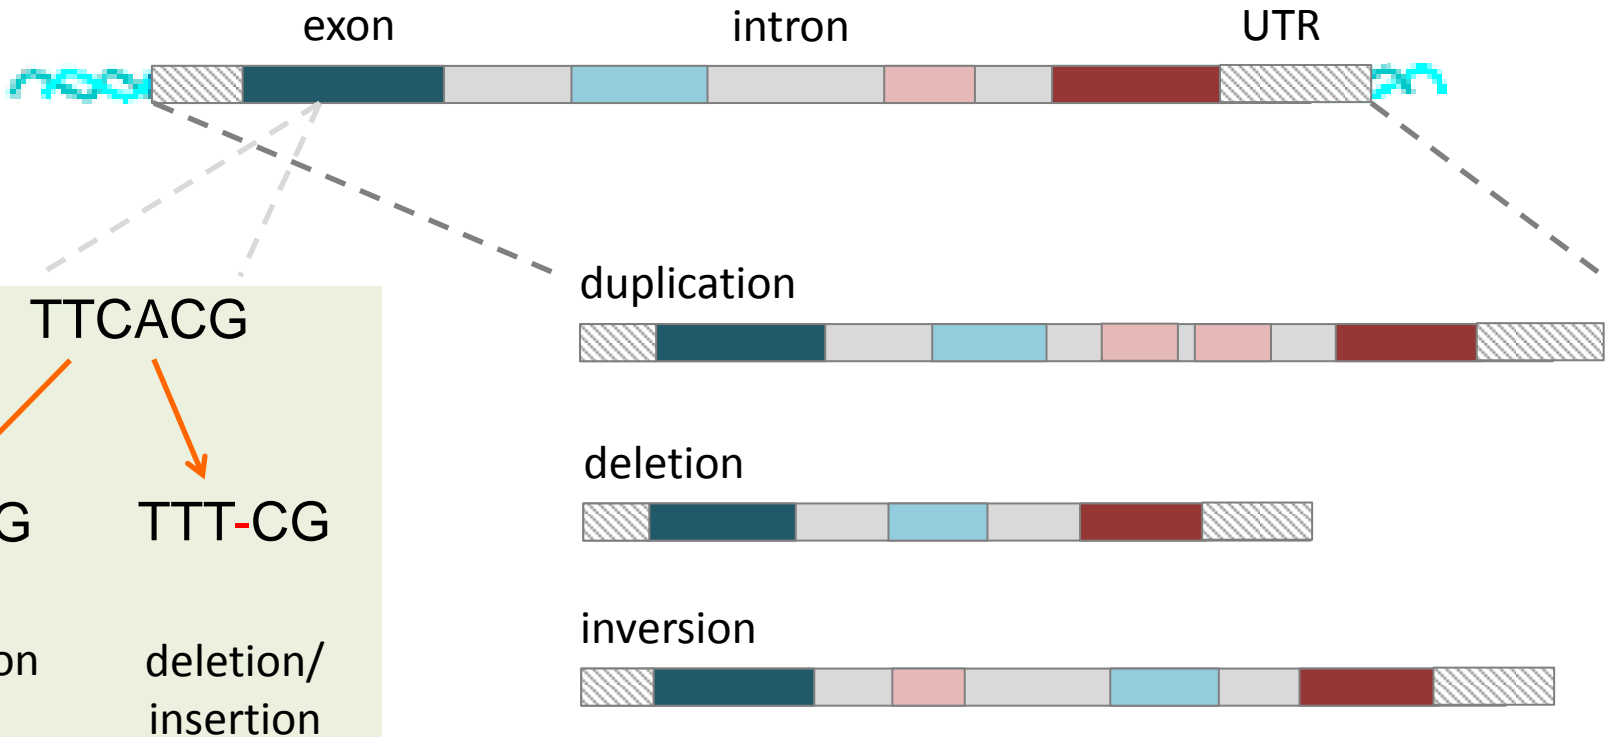 exon intron UTR
duplication
TTCACG
deletion
G TTT-CG
inversion
on deletion/
insertion